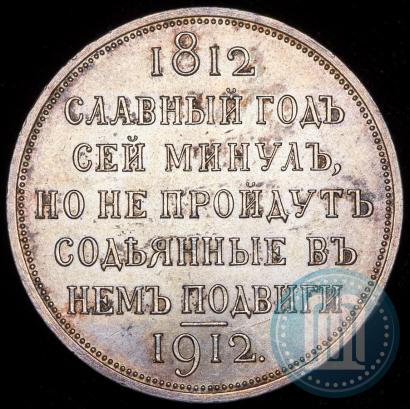 1812
СЛАВНЫЙ ГОДЪ
СЕЙ МИНУЛЪ,
НО НЕ ПРОЙДУТЪ
СОДѢЯННЫЕ ВЪ
НЕМЪ ПОДВИГИ
1912.